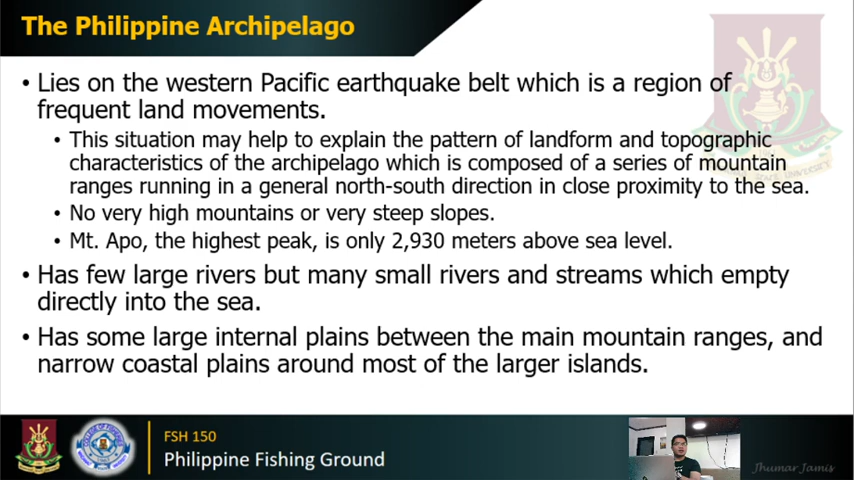 The Philippine Archipelago
• Lies on the western Pacific earthquake belt which is a region of
frequent land movements.
• This situation may help to explain the pattern of landform and topographic
characteristics of the archipelago which is composed of a series of mountain
ranges running in a general north-south direction in close proximity to the sea.
• No very high mountains or very steep slopes.
• Mt. Apo, the highest peak, is only 2,930 meters above sea level.
• Has few large rivers but many small rivers and streams which empty
directly into the sea.
• Has some large internal plains between the main mountain ranges, and
narrow coastal plains around most of the larger islands.
FSH 150
Philippine Fishing Ground
Jhumar Jamis